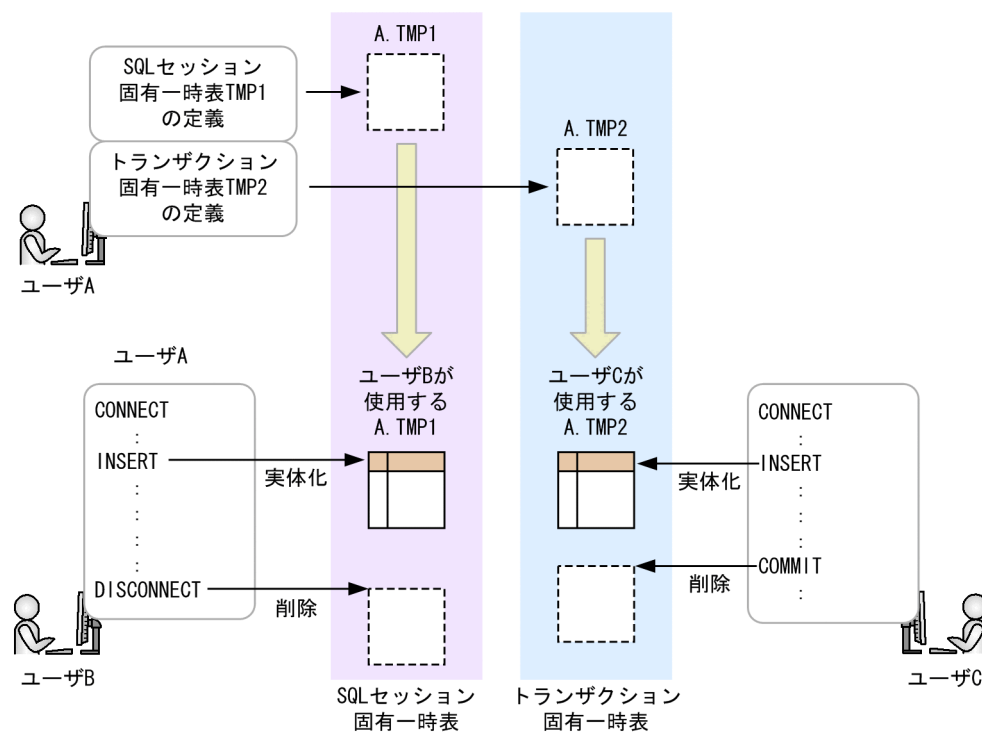 A.TMP1
SQLセッション
固有一時表TMP1
の定義
A.TMP2
トランザクション
固有一時表TMP2
の定義
ユーザA
ユーザA
CONNECT
:
INSERT
:
:
:
:
DISCONNECT
ユーザB
実体化
削除
ユーザBが
使用する
A.TMP1
ユーザCが
使用する
A.TMP2
実体化
削除
CONNECT
:
INSERT
:
:
:
COMMIT
:
ユーザC
SQLセッション
固有一時表
トランザクション
固有一時表